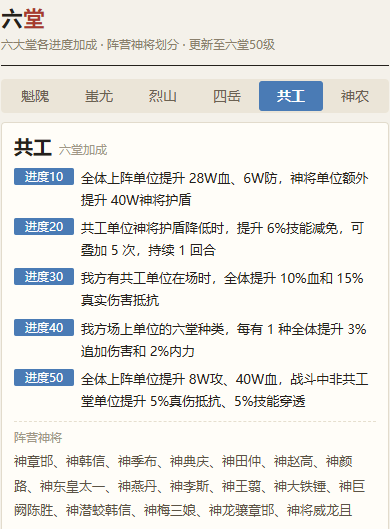 六堂
六大堂各进度加成 · 阵营神将划分 · 更新至六堂50级
魁隗 蚩尤 烈山 四岳 共工 神农
共工 六堂加成
进度10 全体上阵单位提升 28W血、6W防，神将单位额外
提升 40W神将护盾
进度20 共工单位神将护盾降低时，提升 6%技能减免，可
叠加 5 次，持续 1 回合
进度30 我方有共工单位在场时，全体提升 10%血和 15%
真实伤害抵抗
进度40 我方场上单位的六堂种类，每有 1 种全体提升 3%
追加伤害和 2%内力
进度50 全体上阵单位提升 8W攻、40W血，战斗中非共工
堂单位提升 5%真伤抵抗、5%技能穿透
阵营神将
神章邯、神韩信、神季布、神典庆、神田仲、神赵高、神颜
路、神东皇太一、神燕丹、神李斯、神王翦、神大铁锤、神巨
阙陈胜、神潜蛟韩信、神梅三娘、神龙骧章邯、神将威龙且